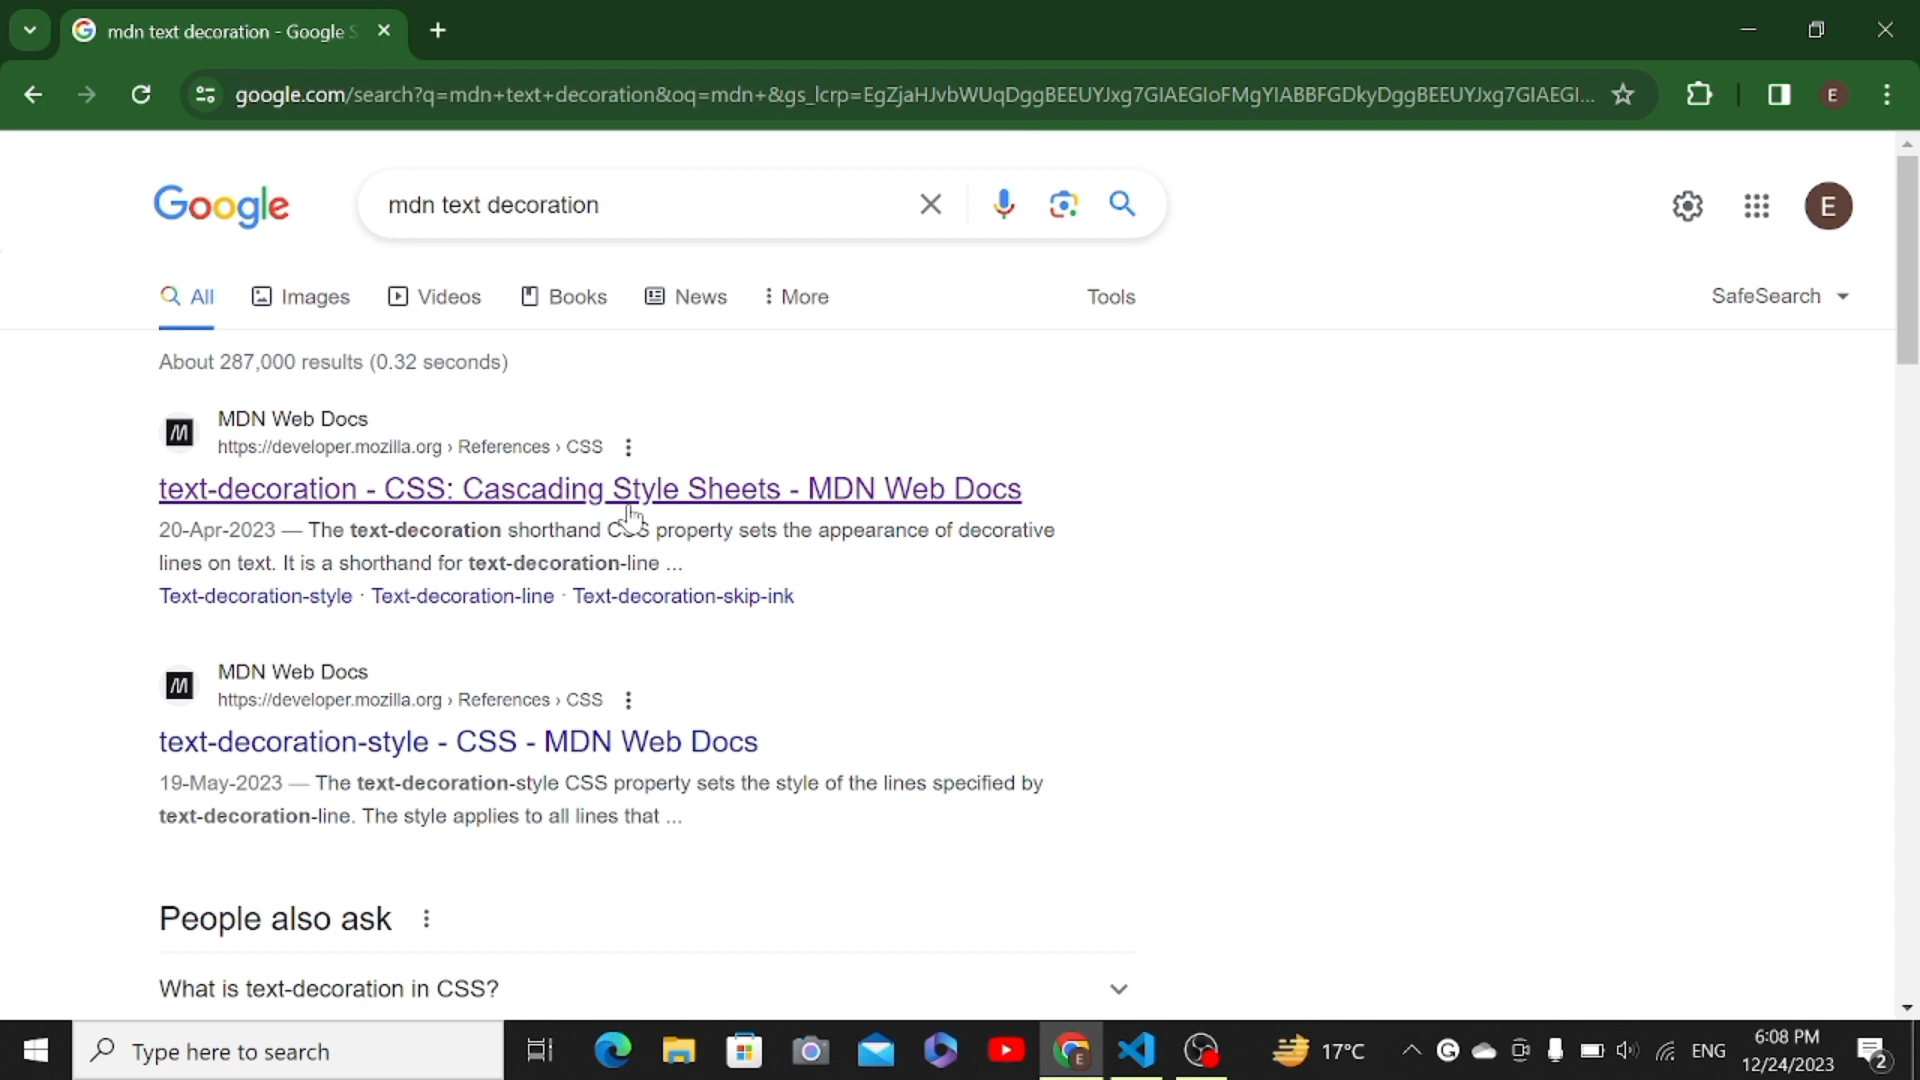 mdn text decoration - Google S
google.com/search?q=mdn+text+decoration&oq=mdn+&gs_lcrp=EgZjaHJvbWUqDggBEEUYJxg7GIAEGIoFMgYIABBFGDkyDggBEEUYJxg7GIAEGI...
E
Google
mdn text decoration
E
All
Images
Videos
Books
News
More
Tools
SafeSearch
About 287,000 results (0.32 seconds)
MDN Web Docs
https://developer.mozilla.org › References › CSS
text-decoration - CSS: Cascading Style Sheets - MDN Web Docs
20-Apr-2023 — The text-decoration shorthand CSS property sets the appearance of decorative
lines on text. It is a shorthand for text-decoration-line ...
Text-decoration-style · Text-decoration-line · Text-decoration-skip-ink
MDN Web Docs
https://developer.mozilla.org › References › CSS
text-decoration-style - CSS - MDN Web Docs
19-May-2023 — The text-decoration-style CSS property sets the style of the lines specified by
text-decoration-line. The style applies to all lines that ...
People also ask
What is text-decoration in CSS?
Type here to search
17°C
ENG
6:08 PM
12/24/2023
2